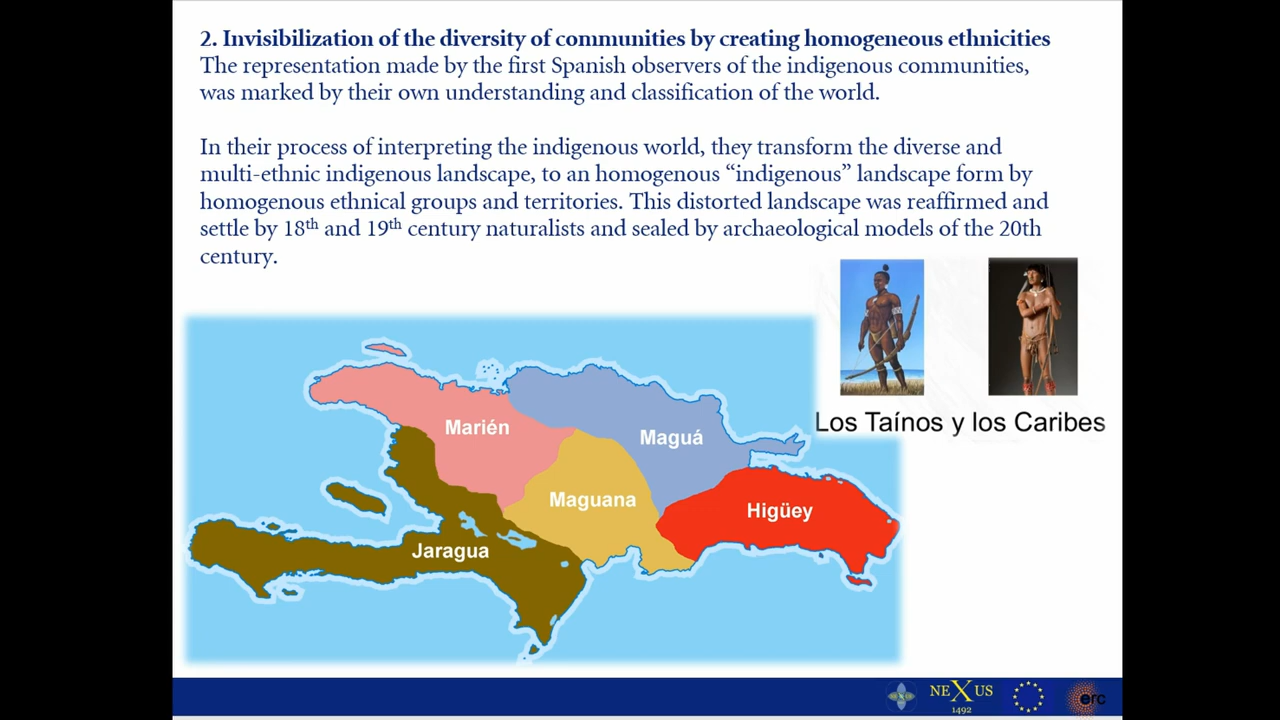 2. Invisibilization of the diversity of communities by creating homogeneous ethnicities
The representation made by the first Spanish observers of the indigenous communities,
was marked by their own understanding and classification of the world.
In their process of interpreting the indigenous world, they transform the diverse and
multi-ethnic indigenous landscape, to an homogenous “indigenous” landscape form by
homogenous ethnical groups and territories. This distorted landscape was reaffirmed and
settle by 18th and 19th century naturalists and sealed by archaeological models of the 20th
century.
Los Taínos y los Caribes
Marién
Maguá
Maguana
Higüey
Jaragua
NEXUS
1492
erc